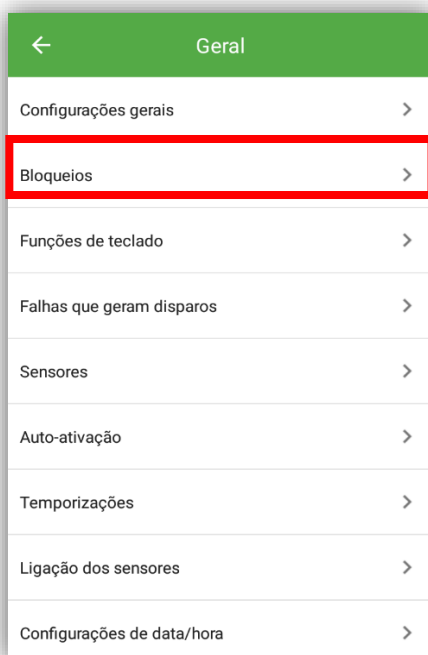 Geral
Configurações gerais
Bloqueios
Funções de teclado
Falhas que geram disparos
Sensores
Auto-ativação
Temporizações
Ligação dos sensores
Configurações de data/hora